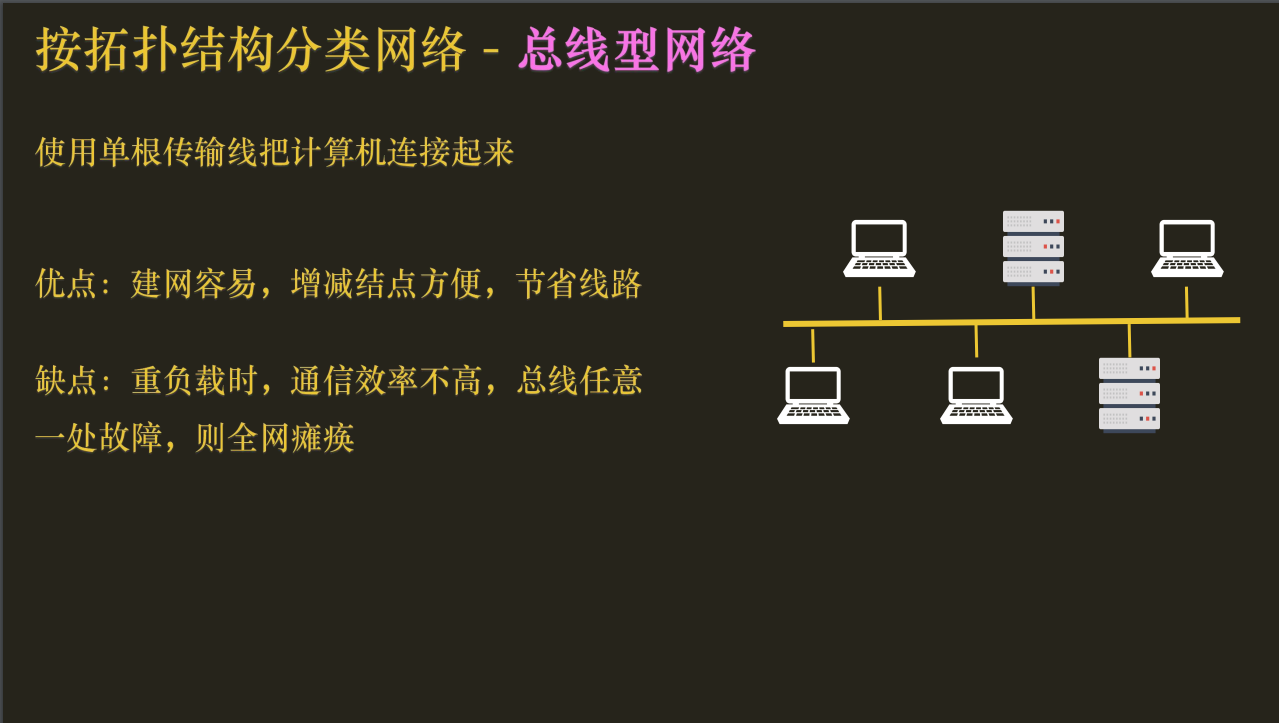 按拓扑结构分类网络 - 总线型网络
使用单根传输线把计算机连接起来
优点：建网容易，增减结点方便，节省线路
缺点：重负载时，通信效率不高，总线任意
一处故障，则全网瘫痪